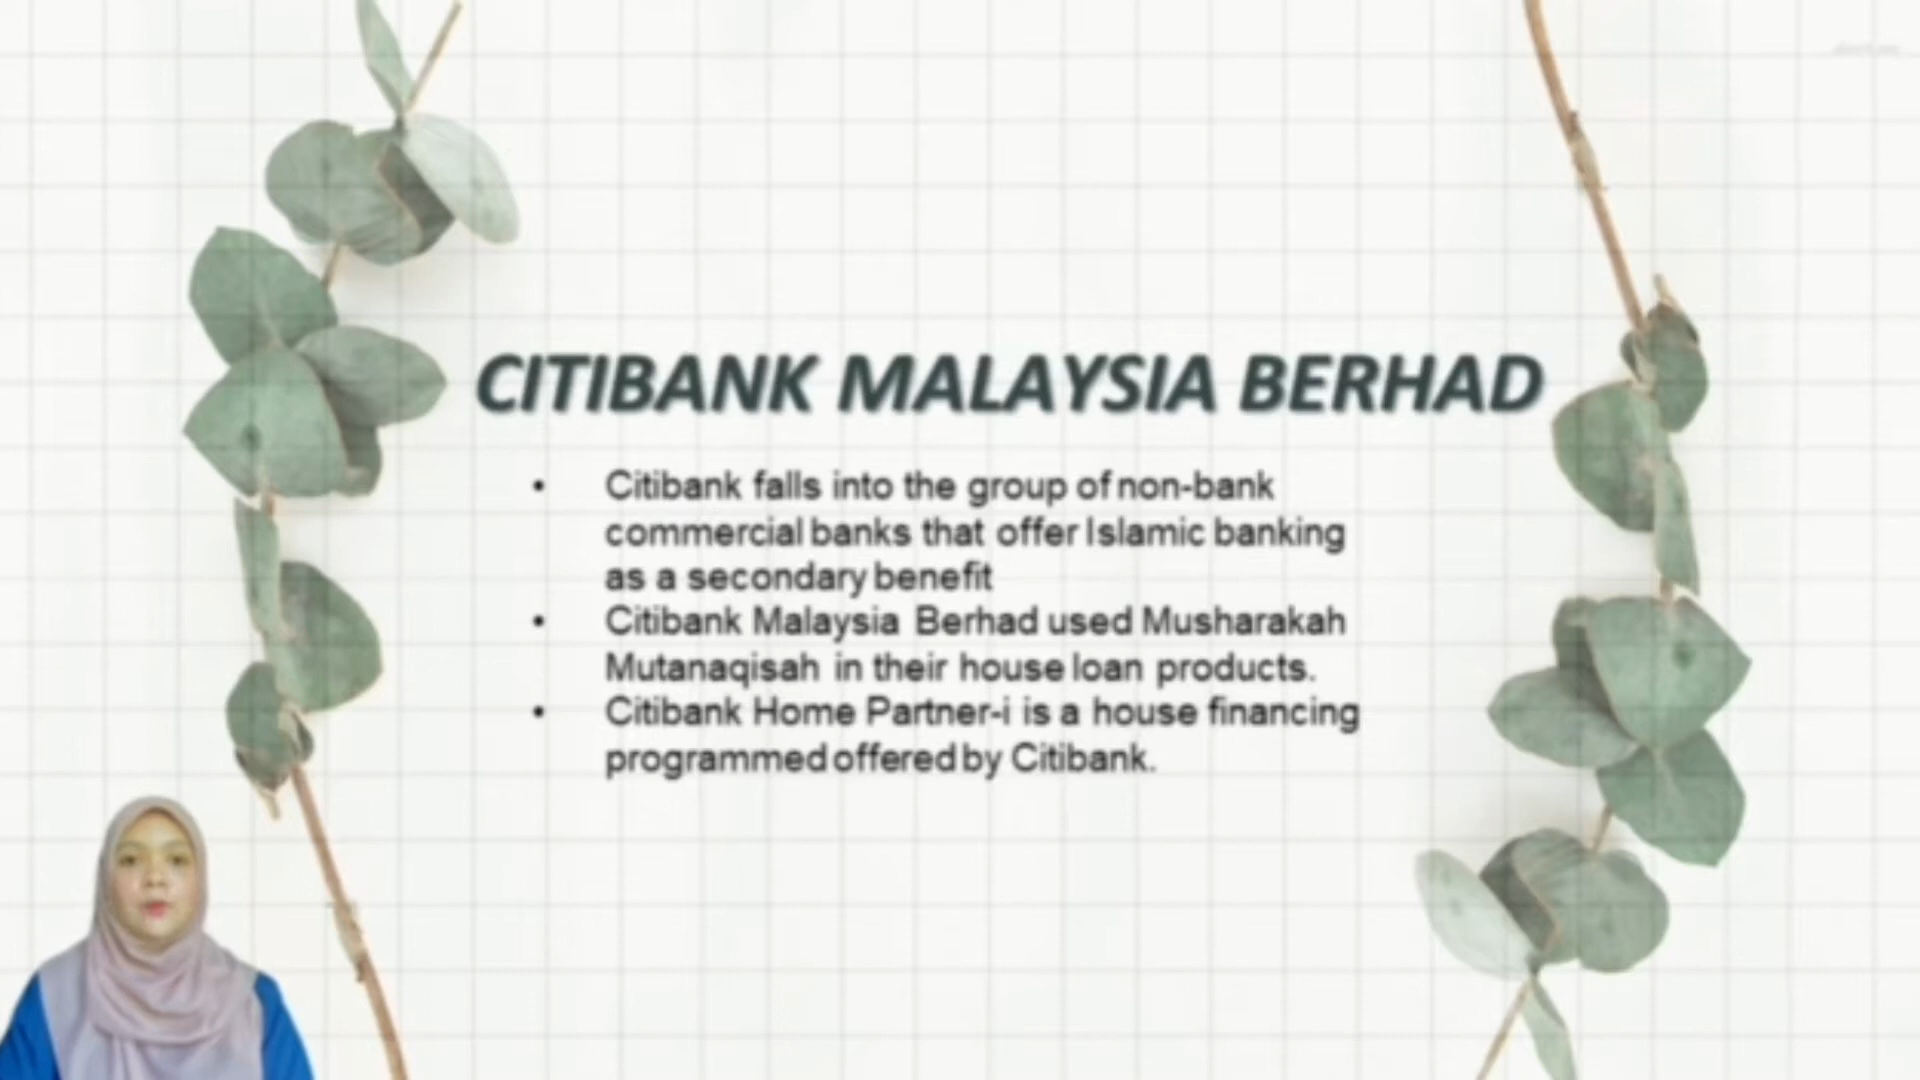 CITIBANK MALAYSIA BERHAD
• Citibank falls into the group of non-bank
commercial banks that offer Islamic banking
as a secondary benefit
• Citibank Malaysia Berhad used Musharakah
Mutanaqisah in their house loan products.
• Citibank Home Partner-i is a house financing
programmed offered by Citibank.